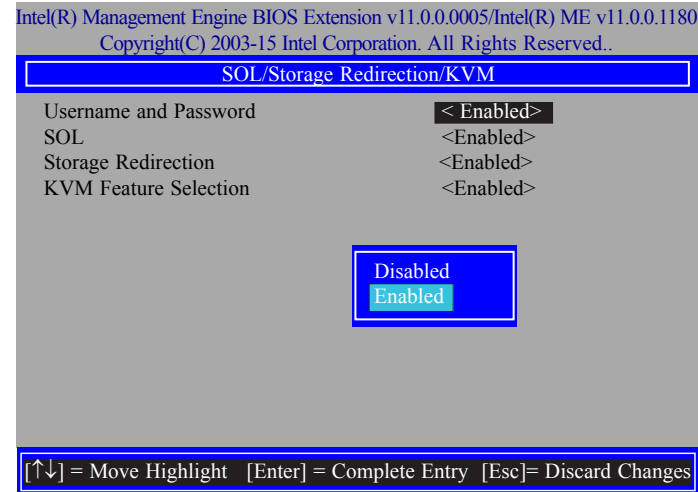 Intel(R) Management Engine BIOS Extension v11.0.0.0005/Intel(R) ME v11.0.0.1180
Copyright(C) 2003-15 Intel Corporation. All Rights Reserved..
SOL/Storage Redirection/KVM
Username and Password < Enabled>
SOL <Enabled>
Storage Redirection <Enabled>
KVM Feature Selection <Enabled>
Disabled
Enabled
[↑↓] = Move Highlight [Enter] = Complete Entry [Esc]= Discard Changes